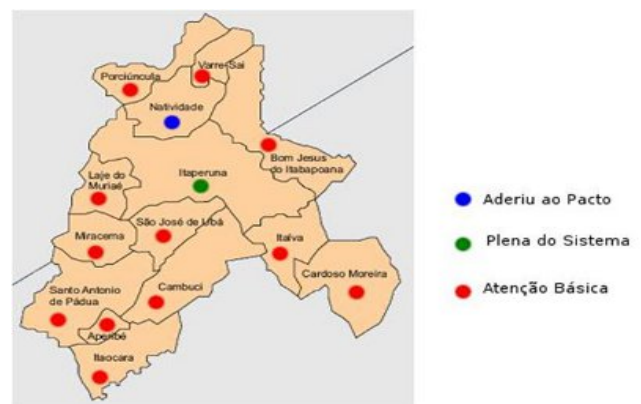 Varre-Sai
Porciúncula
Natividade
Bom Jesus
do Itabapoana
Itaperuna
Laje do
Muriaé
São José de Ubá
Miracema
Italva
Cardoso Moreira
Santo Antonio
de Pádua
Cambuci
Aperibé
Itaocara
Aderiu ao Pacto
Plena do Sistema
Atenção Básica